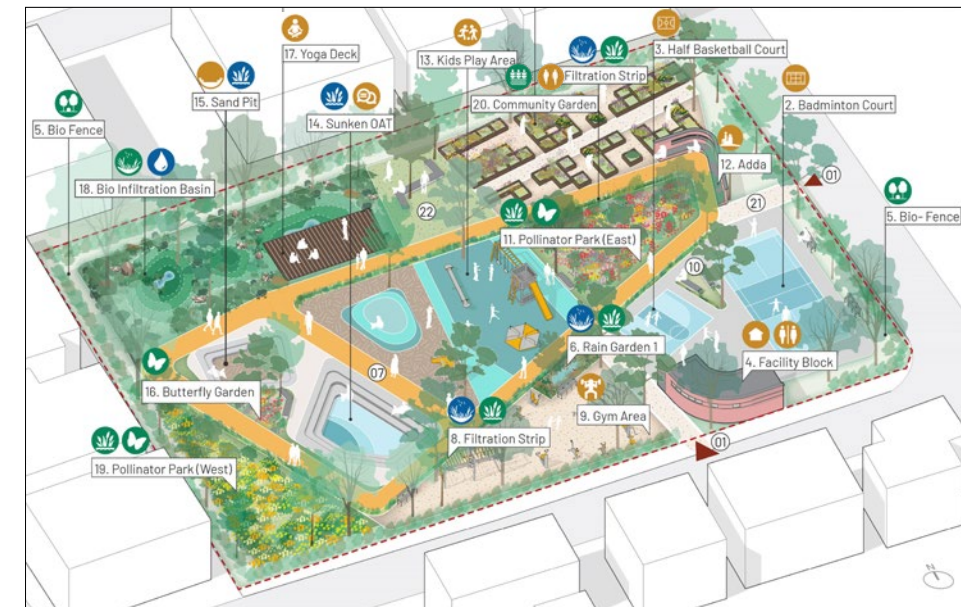 17. Yoga Deck
13. Kids Play Area
3. Half Basketball Court
15. Sand Pit
Filtration Strip
5. Bio Fence
14. Sunken OAT
20. Community Garden
2. Badminton Court
12. Adda
01
18. Bio Infiltration Basin
22
21
5. Bio- Fence
11. Pollinator Park (East)
10
6. Rain Garden 1
4. Facility Block
07
16. Butterfly Garden
9. Gym Area
8. Filtration Strip
01
19. Pollinator Park (West)
N